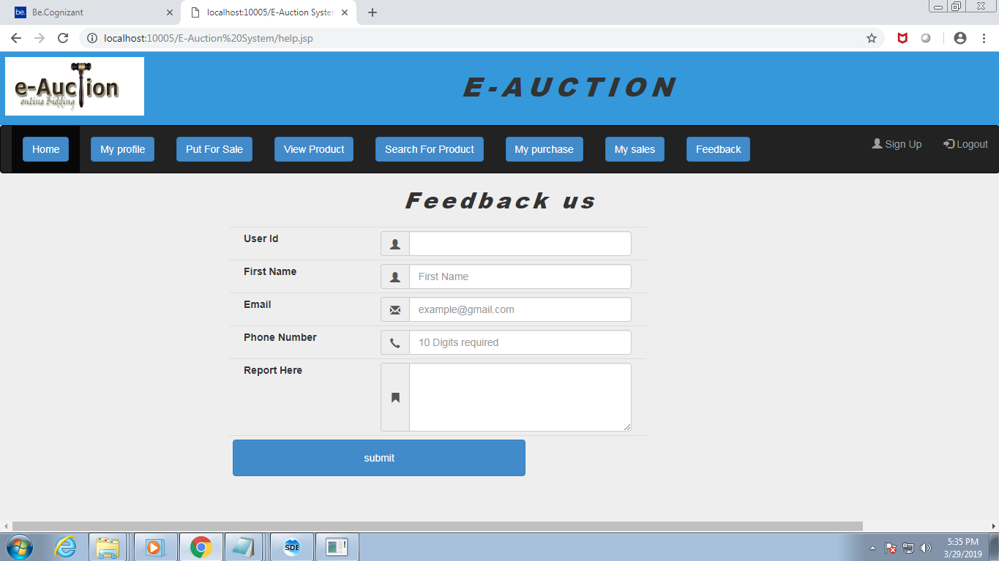 be. Be.Cognizant
localhost:10005/E-Auction Syster
localhost:10005/E-Auction%20System/help.jsp
e-Auction
online Bidding
E-AUCTION
Home My profile Put For Sale View Product Search For Product My purchase My sales Feedback Sign Up Logout
Feedback us
User Id
First Name First Name
Email example@gmail.com
Phone Number 10 Digits required
Report Here
submit
SDE
5:35 PM
3/29/2019